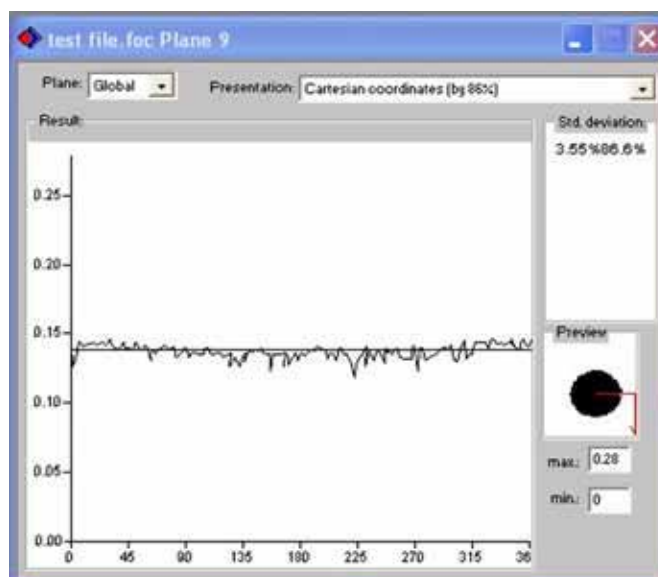 test file.foc Plane 9
Plane: Global Presentation: Cartesian coordinates (by 86%)
Result: Std. deviation:
3.55%86.6%
0.25
0.20
0.15
Preview
0.10
max.: 0.28
0.05
min.: 0
0.00
0 45 90 135 180 225 270 315 36